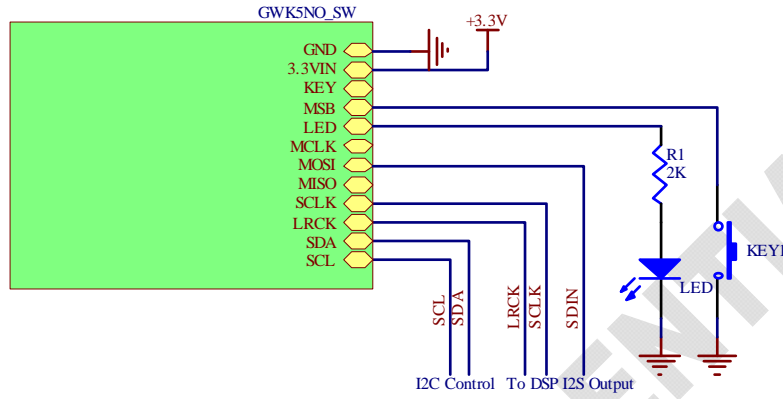 GWK5NO_SW
+3.3V
GND
3.3VIN
KEY
MSB
LED
MCLK
MOSI
MISO
SCLK
LRCK
SDA
SCL
R1
2K
LED
SCL
SDA
LRCK
SCLK
SDIN
I2C Control
To DSP I2S Output